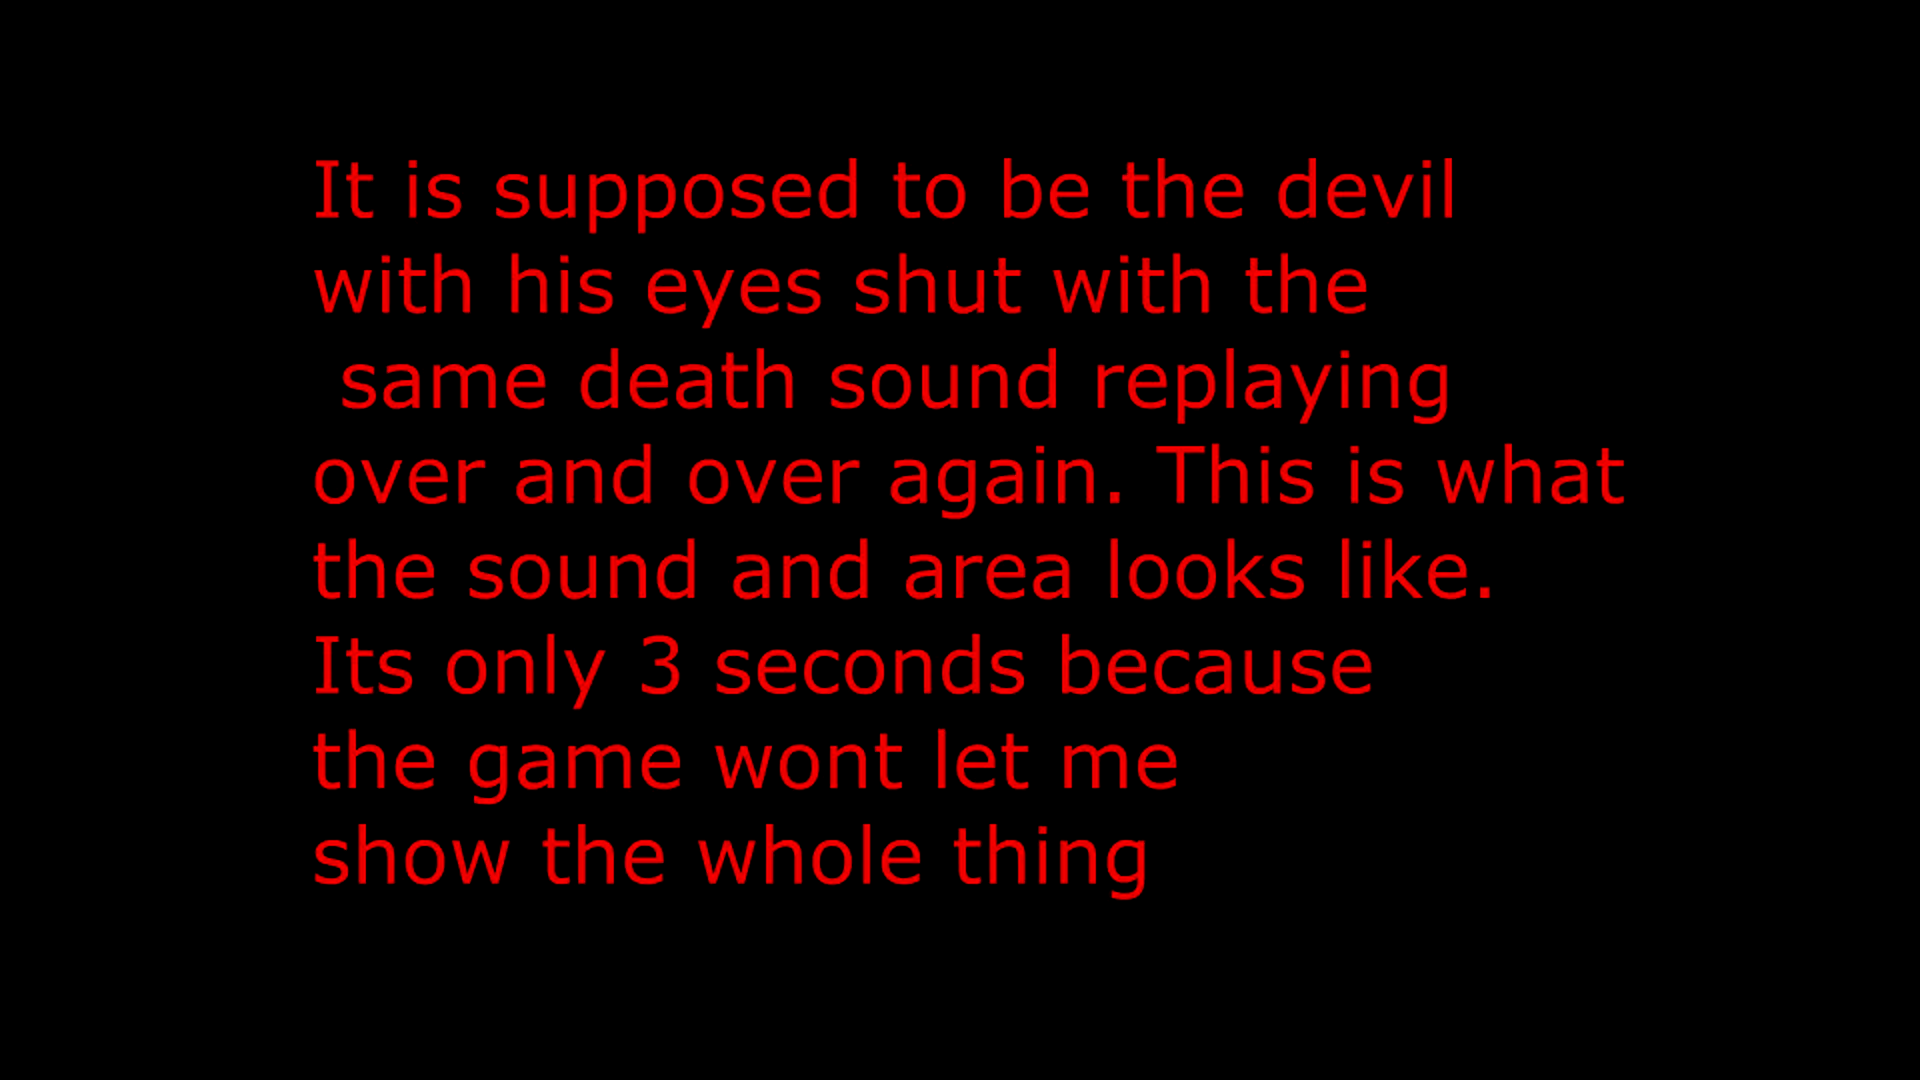 It is supposed to be the devil
with his eyes shut with the
same death sound replaying
over and over again. This is what
the sound and area looks like.
Its only 3 seconds because
the game wont let me
show the whole thing